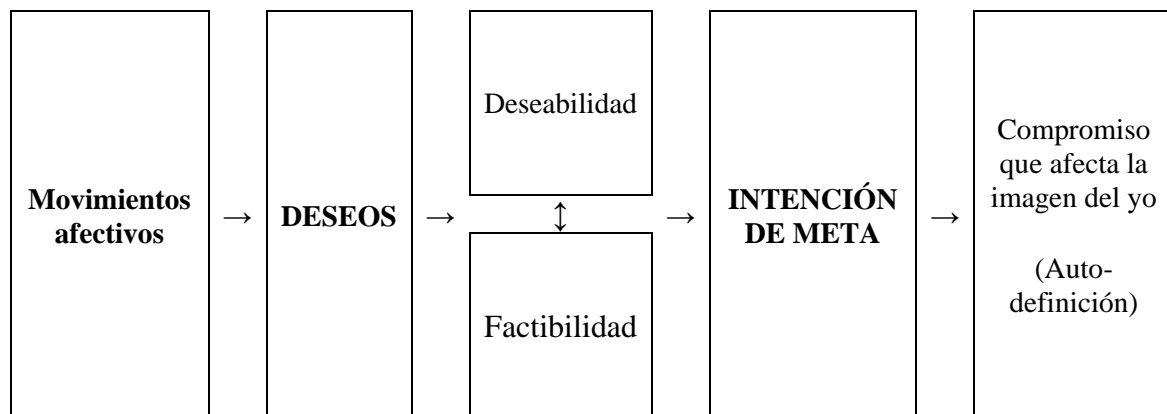 Movimientos
afectivos
→
DESEOS
→
Deseabilidad
↕
Factibilidad
→
INTENCIÓN
DE META
→
Compromiso
que afecta la
imagen del yo
(Auto-
definición)